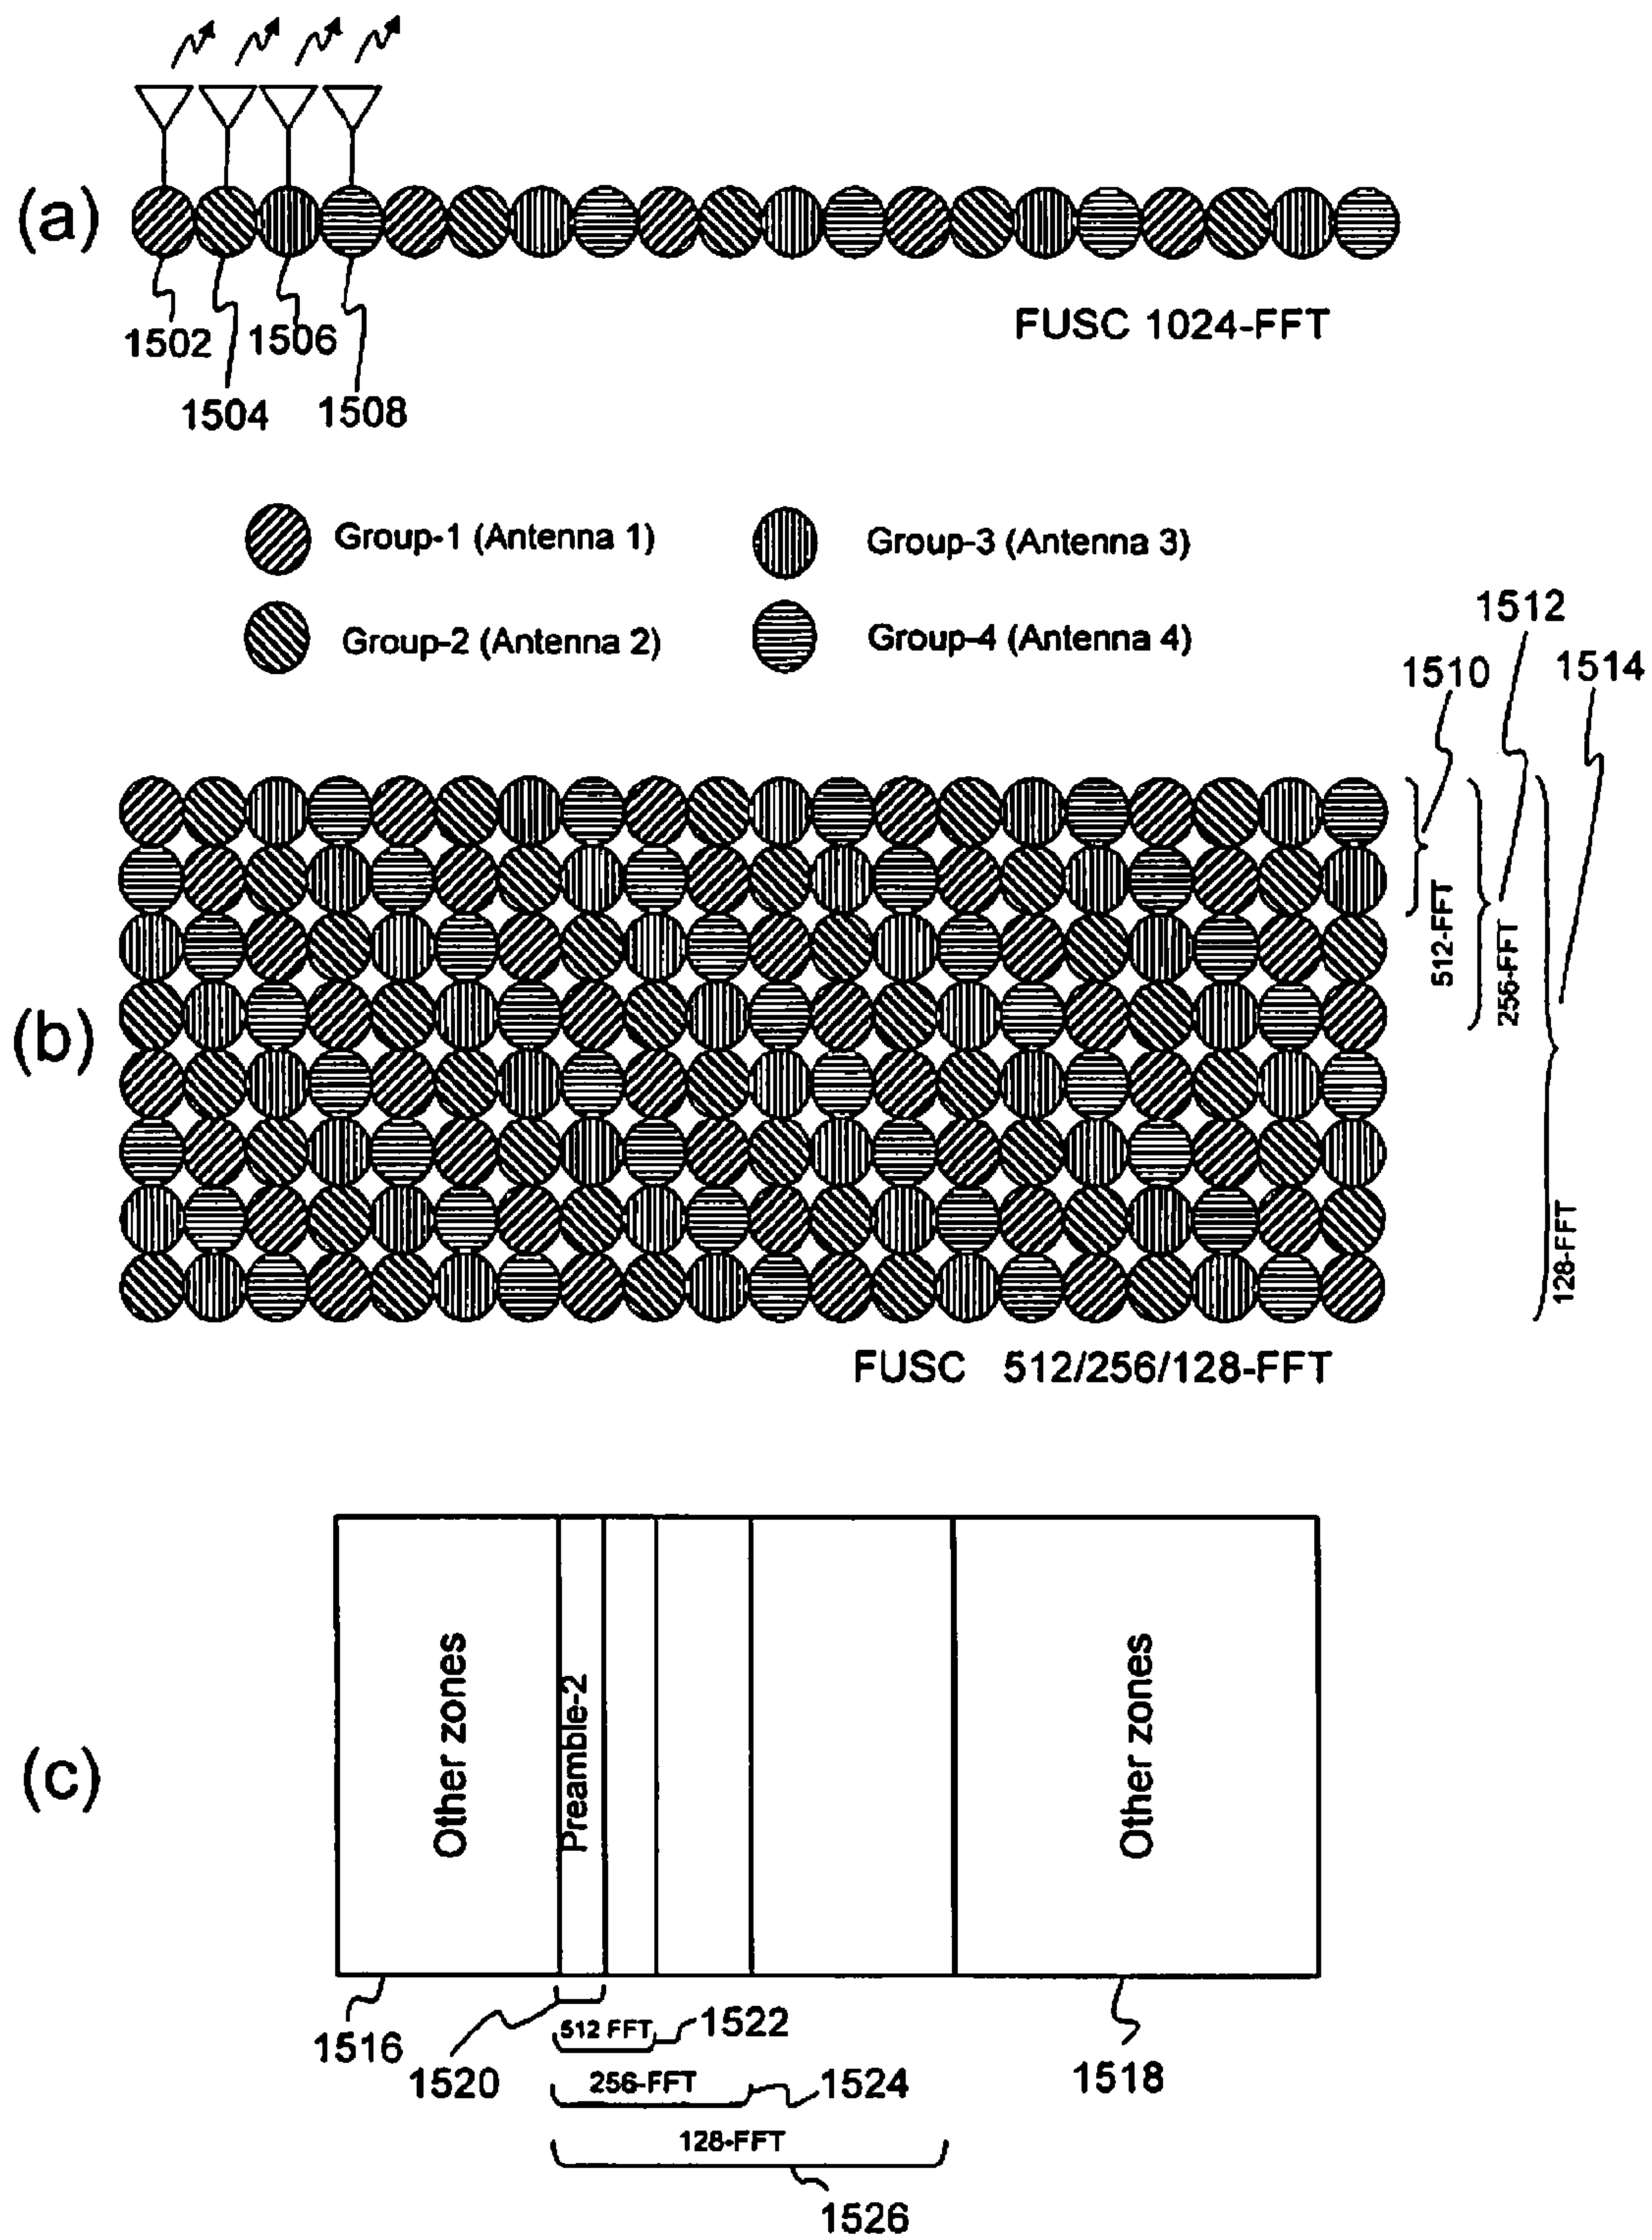 (a)
1502
1506
1504
1508
FUSC 1024-FFT
Group-1 (Antenna 1)
Group-3 (Antenna 3)
Group-2 (Antenna 2)
Group-4 (Antenna 4)
1512
1510
1514
(b)
512-FFT
256-FFT
128-FFT
FUSC 512/256/128-FFT
(c)
Other zones
Preamble-2
Other zones
1516
1520
512 FFT
1522
1518
256-FFT
1524
128-FFT
1526